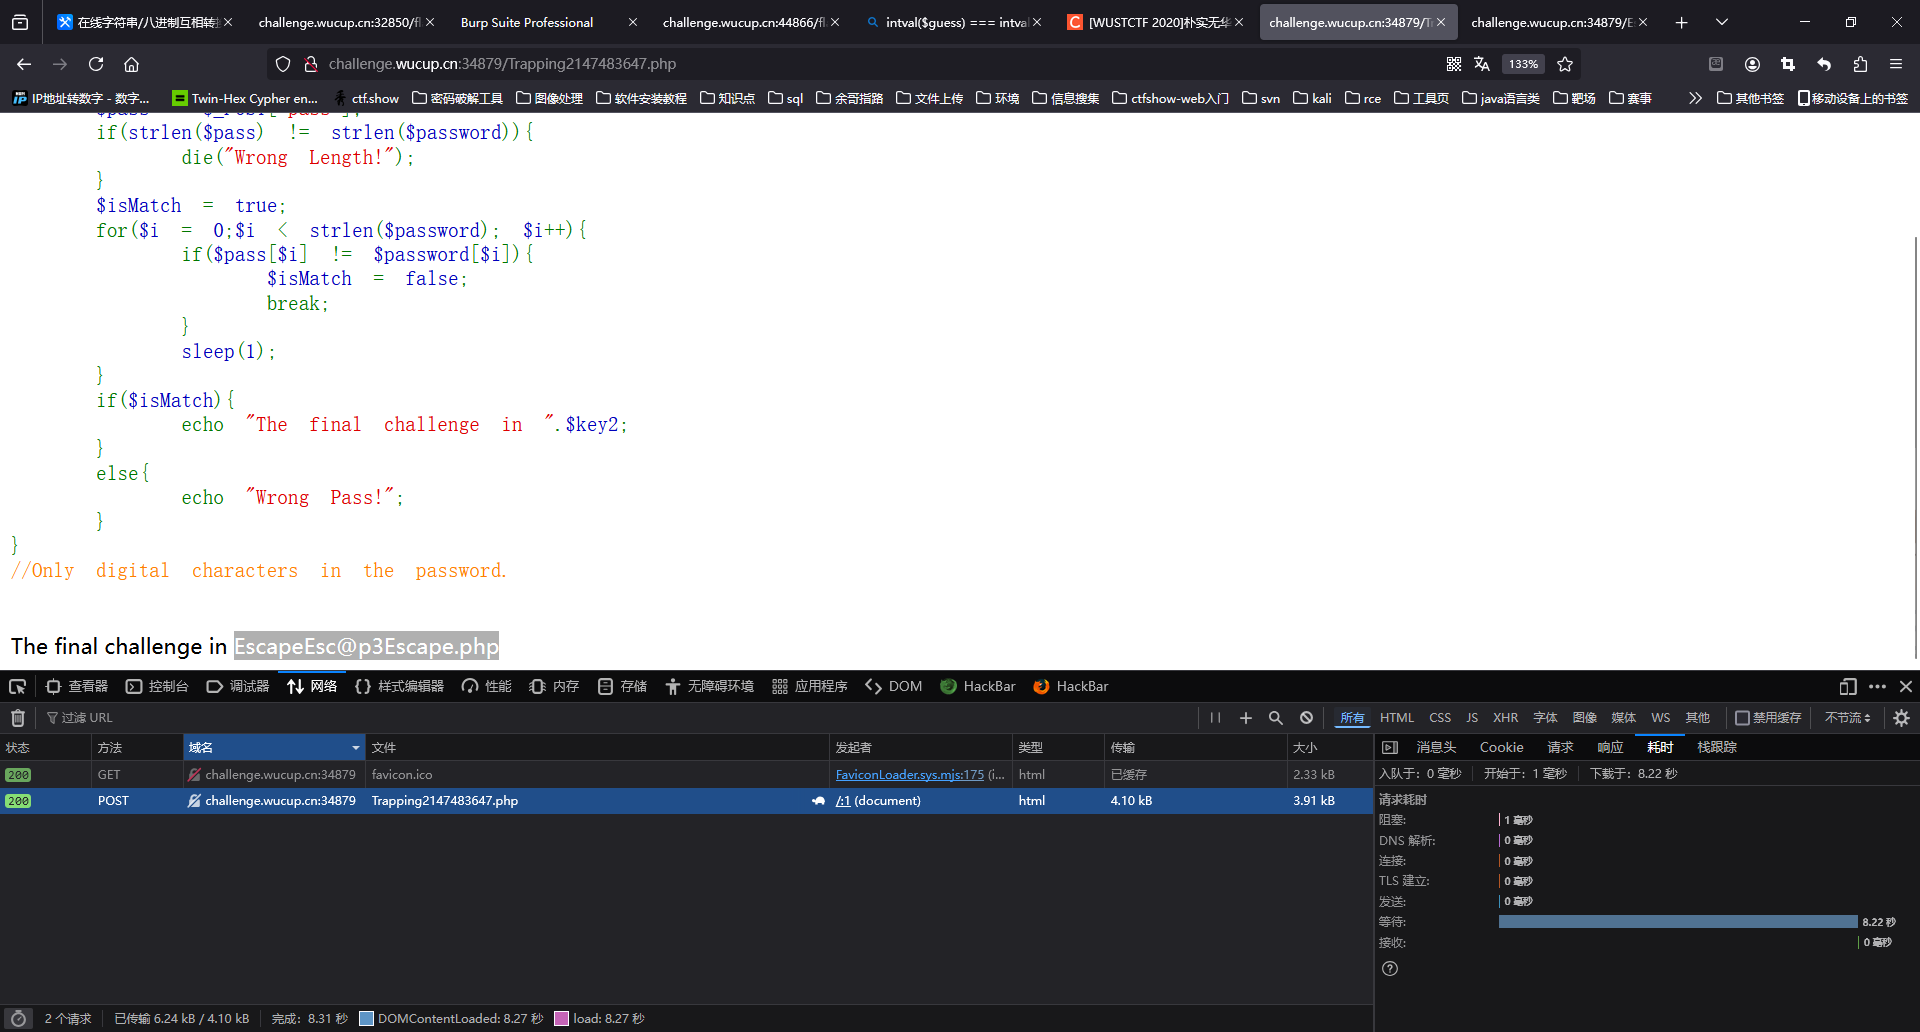 在线字符串/八进制互相转
challenge.wucup.cn:32850/fl
Burp Suite Professional
challenge.wucup.cn:44866/fl
intval($guess) === intval
[WUSTCTF 2020]朴实无华
challenge.wucup.cn:34879/Tr
challenge.wucup.cn:34879/Es
challenge.wucup.cn:34879/Trapping2147483647.php
133%
IP地址转数字 - 数字...
Twin-Hex Cypher en...
ctf.show
密码破解工具
图像处理
软件安装教程
知识点
sql
余哥指路
文件上传
环境
信息搜集
ctfshow-web入门
svn
kali
rce
工具页
java语言类
靶场
赛事
其他书签
移动设备上的书签
$pass = $_POST['pass'];
if(strlen($pass) != strlen($password)){
die("Wrong Length!");
}
$isMatch = true;
for($i = 0;$i < strlen($password); $i++){
if($pass[$i] != $password[$i]){
$isMatch = false;
break;
}
sleep(1);
}
if($isMatch){
echo "The final challenge in ".$key2;
}
else{
echo "Wrong Pass!";
}
}
//Only digital characters in the password.
The final challenge in EscapeEsc@p3Escape.php
查看器
控制台
调试器
网络
样式编辑器
性能
内存
存储
无障碍环境
应用程序
DOM
HackBar
HackBar
过滤 URL
所有 HTML CSS JS XHR 字体 图像 媒体 WS 其他
禁用缓存
不节流
状态 方法 域名 文件 发起者 类型 传输 大小
200 GET challenge.wucup.cn:34879 favicon.ico FaviconLoader.sys.mjs:175 (i... html 已缓存 2.33 kB
200 POST challenge.wucup.cn:34879 Trapping2147483647.php /:1 (document) html 4.10 kB 3.91 kB
消息头 Cookie 请求 响应 耗时 栈跟踪
入队于: 0 毫秒 开始于: 1 毫秒 下载于: 8.22 秒
请求耗时
阻塞: 1 毫秒
DNS 解析: 0 毫秒
连接: 0 毫秒
TLS 建立: 0 毫秒
发送: 0 毫秒
等待: 8.22 秒
接收: 0 毫秒
2 个请求
已传输 6.24 kB / 4.10 kB
完成: 8.31 秒
DOMContentLoaded: 8.27 秒
load: 8.27 秒